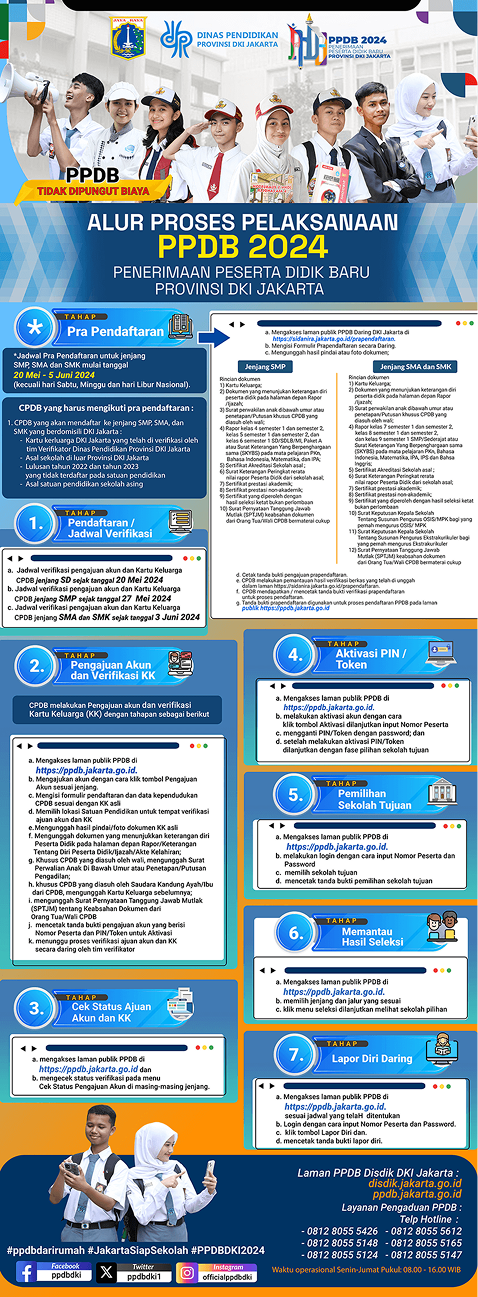 JAYA RAYA
DINAS PENDIDIKAN
PROVINSI DKI JAKARTA
PPDB 2024
PENERIMAAN
PESERTA DIDIK BARU
PROVINSI DKI JAKARTA
PPDB
TIDAK DIPUNGUT BIAYA
ALUR PROSES PELAKSANAAN
PPDB 2024
PENERIMAAN PESERTA DIDIK BARU
PROVINSI DKI JAKARTA
*
TAHAP
Pra Pendaftaran
*Jadwal Pra Pendaftaran untuk jenjang
SMP, SMA dan SMK mulai tanggal
20 Mei - 5 Juni 2024
(kecuali hari Sabtu, Minggu dan hari Libur Nasional).
CPDB yang harus mengikuti pra pendaftaran :
1. CPDB yang akan mendaftar ke jenjang SMP, SMA, dan
SMK yang berdomisili DKI Jakarta :
- Kartu kerluarga DKI Jakarta yang telah di verifikasi oleh
tim Verifikator Dinas Pendidikan Provinsi DKI Jakarta
- Asal sekolah di luar Provinsi DKI Jakarta
- Lulusan tahun 2022 dan tahun 2023
yang tidak terdaftar pada satuan pendidikan
- Asal satuan pendidikan sekolah asing
a. Mengakses laman publik PPDB Daring DKI Jakarta di
https://sidanira.jakarta.go.id/prapendaftaran.
b. Mengisi Formulir Prapendaftaran secara Daring.
c. Mengunggah hasil pindai atau foto dokumen;
Jenjang SMP
Rincian dokumen
1) Kartu Keluarga;
2) Dokumen yang menunjukan keterangan diri
peserta didik pada halaman depan Rapor
/ijazah;
3) Surat perwakilan anak dibawah umur atau
penetapan/Putusan Khusus CPDB yang
diasuh oleh wali;
4) Rapor kelas 4 semester 1 dan semester 2,
kelas 5 semester 1 dan semester 2, dan
kelas 6 semester 1 SD/SDLB/MI, Paket A
atau Surat Keterangan Yang Berpenghargaan
sama (SKYBS) pada mata pelajaran PKn,
Bahasa Indonesia, Matematika, dan IPA;
5) Sertifikat Akreditasi Sekolah asal ;
6) Surat Keterangan Peringkat rerata
nilai rapor Peserta Didik dari sekolah asal;
7) Sertifikat prestasi akademik;
8) Sertifikat prestasi non-akademik;
9) Sertifikat yang diperoleh dengan
hasil seleksi ketat bukan perlombaan
10) Surat Pernyataan Tanggung Jawab
Mutlak (SPTJM) keabsahan dokumen
dari Orang Tua/Wali CPDB bermaterai cukup
Jenjang SMA dan SMK
Rincian dokumen
1) Kartu Keluarga;
2) Dokumen yang menunjukan keterangan diri
peserta didik pada halaman depan Rapor
/ijazah;
3) Surat perwakilan anak dibawah umur atau
penetapan/Putusan Khusus CPDB yang
diasuh oleh wali;
4) Rapor kelas 7 semester 1 dan semester 2,
kelas 8 semester 1 dan semester 2,
dan kelas 9 semester 1 SMP/Sederajat atau
Surat Keterangan Yang Berpenghargaan sama
(SKYBS) pada mata pelajaran PKn, Bahasa
Indonesia, Matematika, IPA, IPS dan Bahasa
Inggris;
5) Sertifikat Akreditasi Sekolah asal ;
6) Surat Keterangan Peringkat rerata
nilai rapor Peserta Didik dari sekolah asal;
7) Sertifikat prestasi akademik;
8) Sertifikat prestasi non-akademik;
9) Sertifikat yang diperoleh dengan hasil seleksi ketat
bukan perlombaan
10) Surat Keputusan Kepala Sekolah
Tentang Susunan Pengurus OSIS/MPK bagi yang
pernah mengurus OSIS/ MPK
11) Surat Keputusan Kepala Sekolah
Tentang Susunan Pengurus Ekstrakurikuler bagi
yang pernah mengurus Ekstrakurikuler
12) Surat Pernyataan Tanggung Jawab
Mutlak (SPTJM) keabsahan dokumen
dari Orang Tua/Wali CPDB bermaterai cukup
d. Cetak tanda bukti pengajuan prapendaftaran.
e. CPDB melakukan pemantauan hasil verifikasi berkas yang telah di unggah
dalam laman https://sidanira.jakarta.go.id/prapendaftaran.
f. CPDB mendapatkan / mencetak tanda bukti verifikasi prapendaftaran
untuk proses pendaftaran.
g. Tanda bukti prapendaftaran digunakan untuk proses pendaftaran PPDB pada laman
publik https://ppdb.jakarta.go.id
1.
TAHAP
Pendaftaran /
Jadwal Verifikasi
a. Jadwal verifikasi pengajuan akun dan Kartu Keluarga
CPDB jenjang SD sejak tanggal 20 Mei 2024
b. Jadwal verifikasi pengajuan akun dan Kartu Keluarga
CPDB jenjang SMP sejak tanggal 27 Mei 2024
c. Jadwal verifikasi pengajuan akun dan Kartu Keluarga
CPDB jenjang SMA dan SMK sejak tanggal 3 Juni 2024
2.
TAHAP
Pengajuan Akun
dan Verifikasi KK
CPDB melakukan Pengajuan akun dan verifikasi
Kartu Keluarga (KK) dengan tahapan sebagai berikut
a. Mengakses laman publik PPDB di
https://ppdb.jakarta.go.id.
b. Mengajukan akun dengan cara klik tombol Pengajuan
Akun sesuai jenjang.
c. Mengisi formulir pendaftaran dan data kependudukan
CPDB sesuai dengan KK asli
d. Memilih lokasi Satuan Pendidikan untuk tempat verifikasi
ajuan akun dan KK
e. Mengunggah hasil pindai/foto dokumen KK asli
f. Mengunggah dokumen yang menunjukkan keterangan diri
Peserta Didik pada halaman depan Rapor/Keterangan
Tentang Diri Peserta Didik/Ijazah/Akte Kelahiran;
g. Khusus CPDB yang diasuh oleh wali, mengunggah Surat
Perwalian Anak Di Bawah Umur atau Penetapan/Putusan
Pengadilan;
h. khusus CPDB yang diasuh oleh Saudara Kandung Ayah/Ibu
dari CPDB, mengunggah Kartu Keluarga sebelumnya;
i. mengunggah Surat Pernyataan Tanggung Jawab Mutlak
(SPTJM) tentang Keabsahan Dokumen dari
Orang Tua/Wali CPDB
j. mencetak tanda bukti pengajuan akun yang berisi
Nomor Peserta dan PIN/Token untuk Aktivasi
k. menunggu proses verifikasi ajuan akun dan KK
secara daring oleh tim verifikator
3.
TAHAP
Cek Status Ajuan
Akun dan KK
a. mengakses laman publik PPDB di
https://ppdb.jakarta.go.id dan
b. mengecek status verifikasi pada menu
Cek Status Pengajuan Akun di masing-masing jenjang.
4.
TAHAP
Aktivasi PIN /
Token
a. Mengakses laman publik PPDB di
https://ppdb.jakarta.go.id.
b. melakukan aktivasi akun dengan cara
klik tombol Aktivasi dilanjutkan input Nomor Peserta
c. mengganti PIN/Token dengan password; dan
d. setelah melakukan aktivasi PIN/Token
dilanjutkan dengan fase pilihan sekolah tujuan
5.
TAHAP
Pemilihan
Sekolah Tujuan
a. Mengakses laman publik PPDB di
https://ppdb.jakarta.go.id.
b. melakukan login dengan cara input Nomor Peserta dan
Password
c. memilih sekolah tujuan
d. mencetak tanda bukti pemilihan sekolah tujuan
6.
TAHAP
Memantau
Hasil Seleksi
a. Mengakses laman publik PPDB di
https://ppdb.jakarta.go.id.
b. memilih jenjang dan jalur yang sesuai
c. klik menu seleksi dilanjutkan melihat sekolah pilihan
7.
TAHAP
Lapor Diri Daring
a. Mengakses laman publik PPDB di
https://ppdb.jakarta.go.id.
sesuai jadwal yang telaH ditentukan
b. Login dengan cara input Nomor Peserta dan Password.
c. klik tombol Lapor Diri dan.
d. mencetak tanda bukti lapor diri.
Laman PPDB Disdik DKI Jakarta :
disdik.jakarta.go.id
ppdb.jakarta.go.id
Layanan Pengaduan PPDB :
Telp Hotline :
- 0812 8055 5426 - 0812 8055 5612
- 0812 8055 5148 - 0812 8055 5165
- 0812 8055 5124 - 0812 8055 5147
Waktu operasional Senin-Jumat Pukul: 08.00 - 16.00 WIB
#ppdbdarirumah #JakartaSiapSekolah #PPDBDKI2024
Facebook
ppdbdki
Twitter
ppdbdki1
Instagram
officialppdbdki